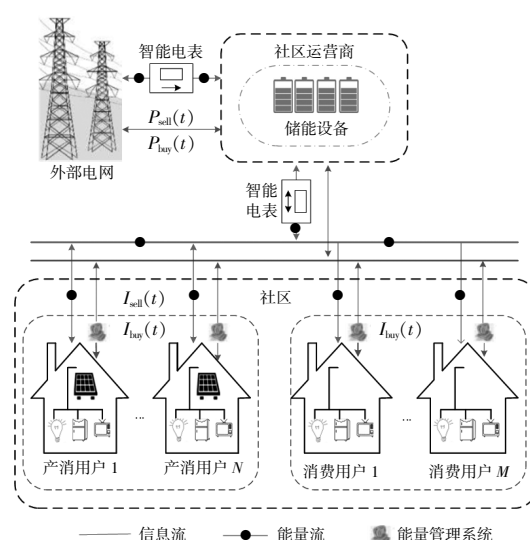 智能电表
社区运营商
储能设备
P_sell(t)
P_buy(t)
外部电网
智能
电表
I_sell(t)
社区
I_buy(t)
I_buy(t)
...
...
产消用户 1
产消用户 N
消费用户 1
消费用户 M
信息流
能量流
能量管理系统